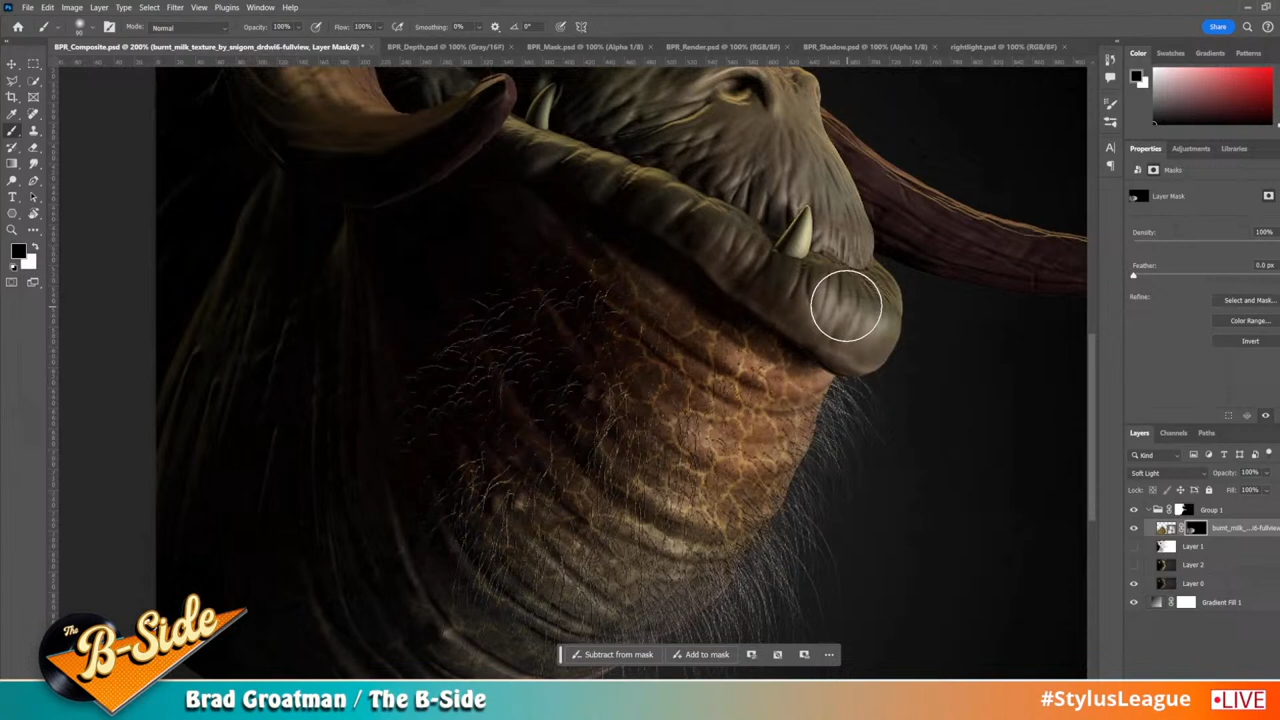 File Edit Image Layer Type Select Filter View Plugins Window Help
Mode: Normal Opacity: 100% Flow: 100% Smoothing: 0% 0° Share
90
BPR_Composite.psd @ 200% (burnt_milk_texture_by_snigom_drdwi6-fullview, Layer Mask/8) * × BPR_Depth.psd @ 100% (Gray/16*) × BPR_Mask.psd @ 100% (Alpha 1/8) × BPR_Render.psd @ 100% (RGB/8#) × BPR_Shadow.psd @ 100% (Alpha 1/8) × rightlight.psd @ 100% (RGB/8#) ×
Color Swatches Gradients Patterns
Properties Adjustments Libraries
Masks
Layer Mask
Density: 100%
Feather: 0.0 px
Refine: Select and Mask...
Color Range...
Invert
Layers Channels Paths
Kind
Soft Light Opacity: 100%
Lock: Fill: 100%
Group 1
burnt_milk_...i6-fullview
Layer 1
Layer 2
Layer 0
Gradient Fill 1
Subtract from mask Add to mask
The
B-Side
Brad Groatman / The B-Side #StylusLeague LIVE